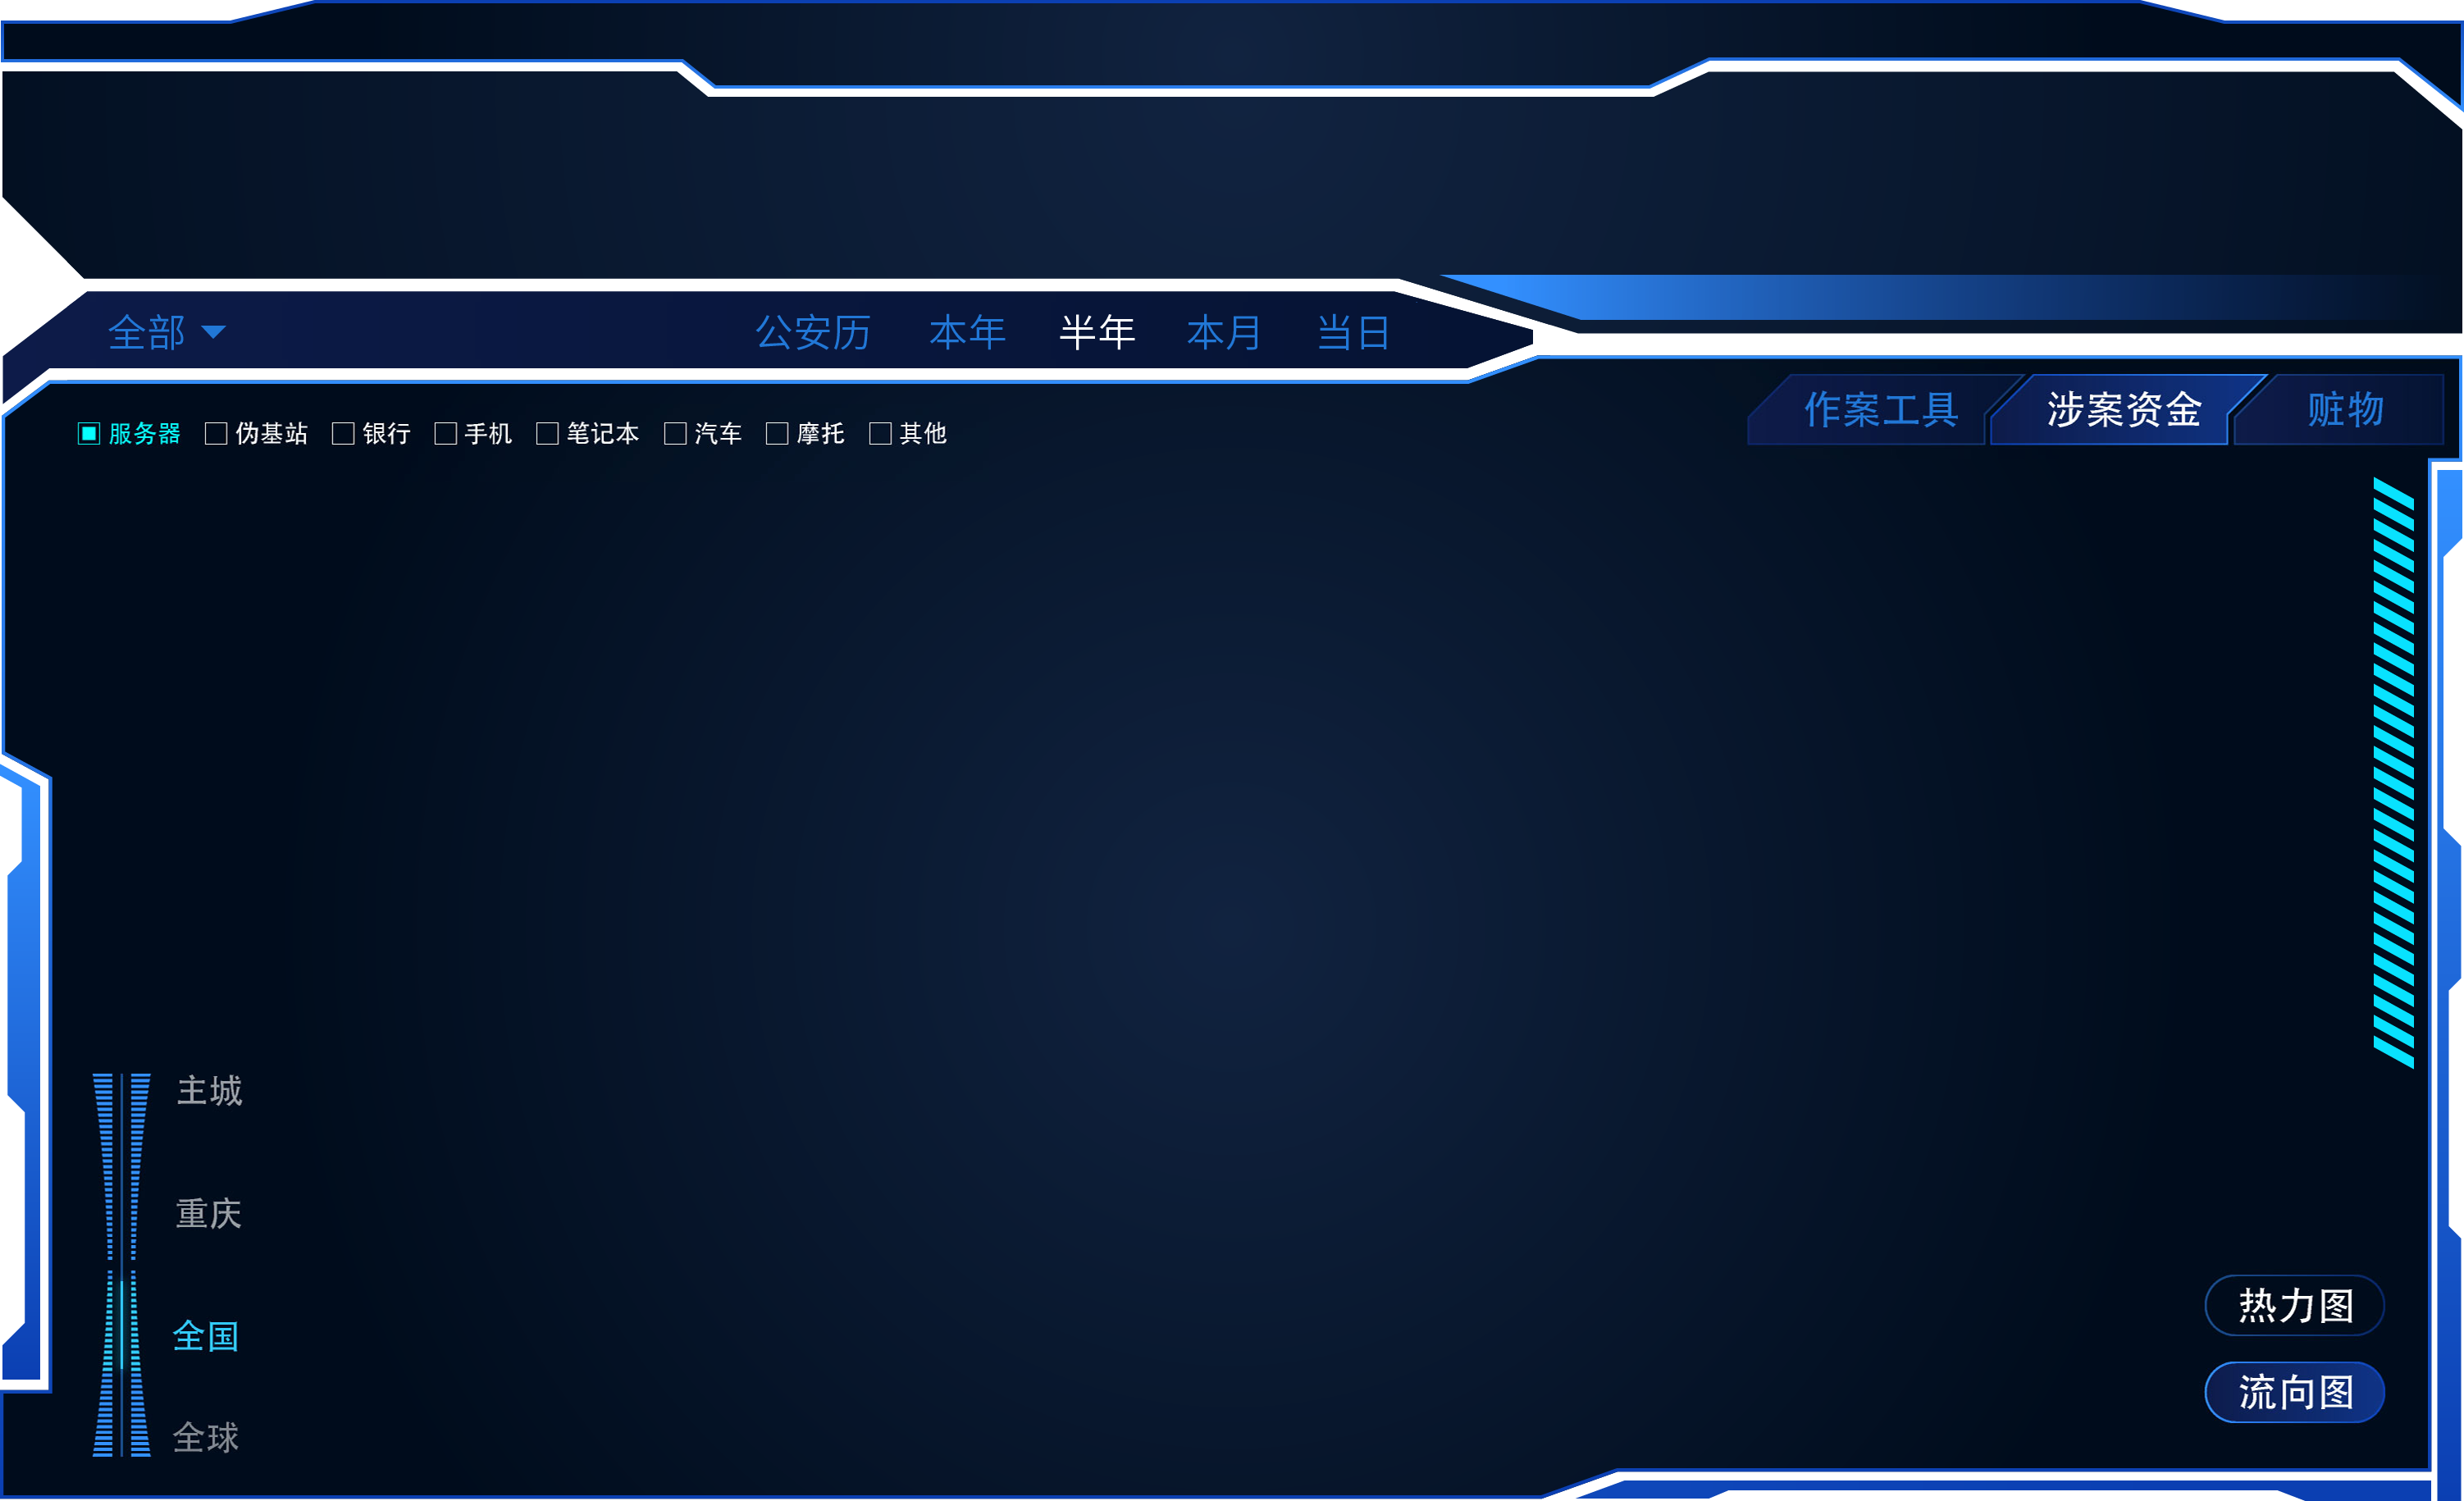 全部 公安历 本年 半年 本月 当日
作案工具 涉案资金 赃物
服务器 伪基站 银行 手机 笔记本 汽车 摩托 其他
主城
重庆
全国
全球
热力图
流向图